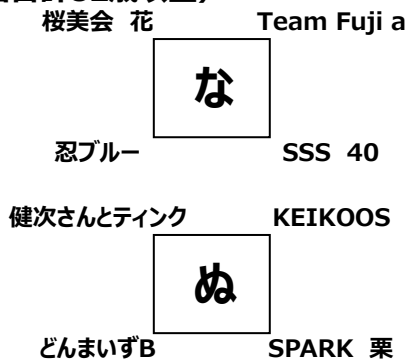 桜美会 花 Team Fuji a
な
忍ブルー SSS 40
健次さんとティンク KEIKOOS
ぬ
どんまいずB SPARK 栗